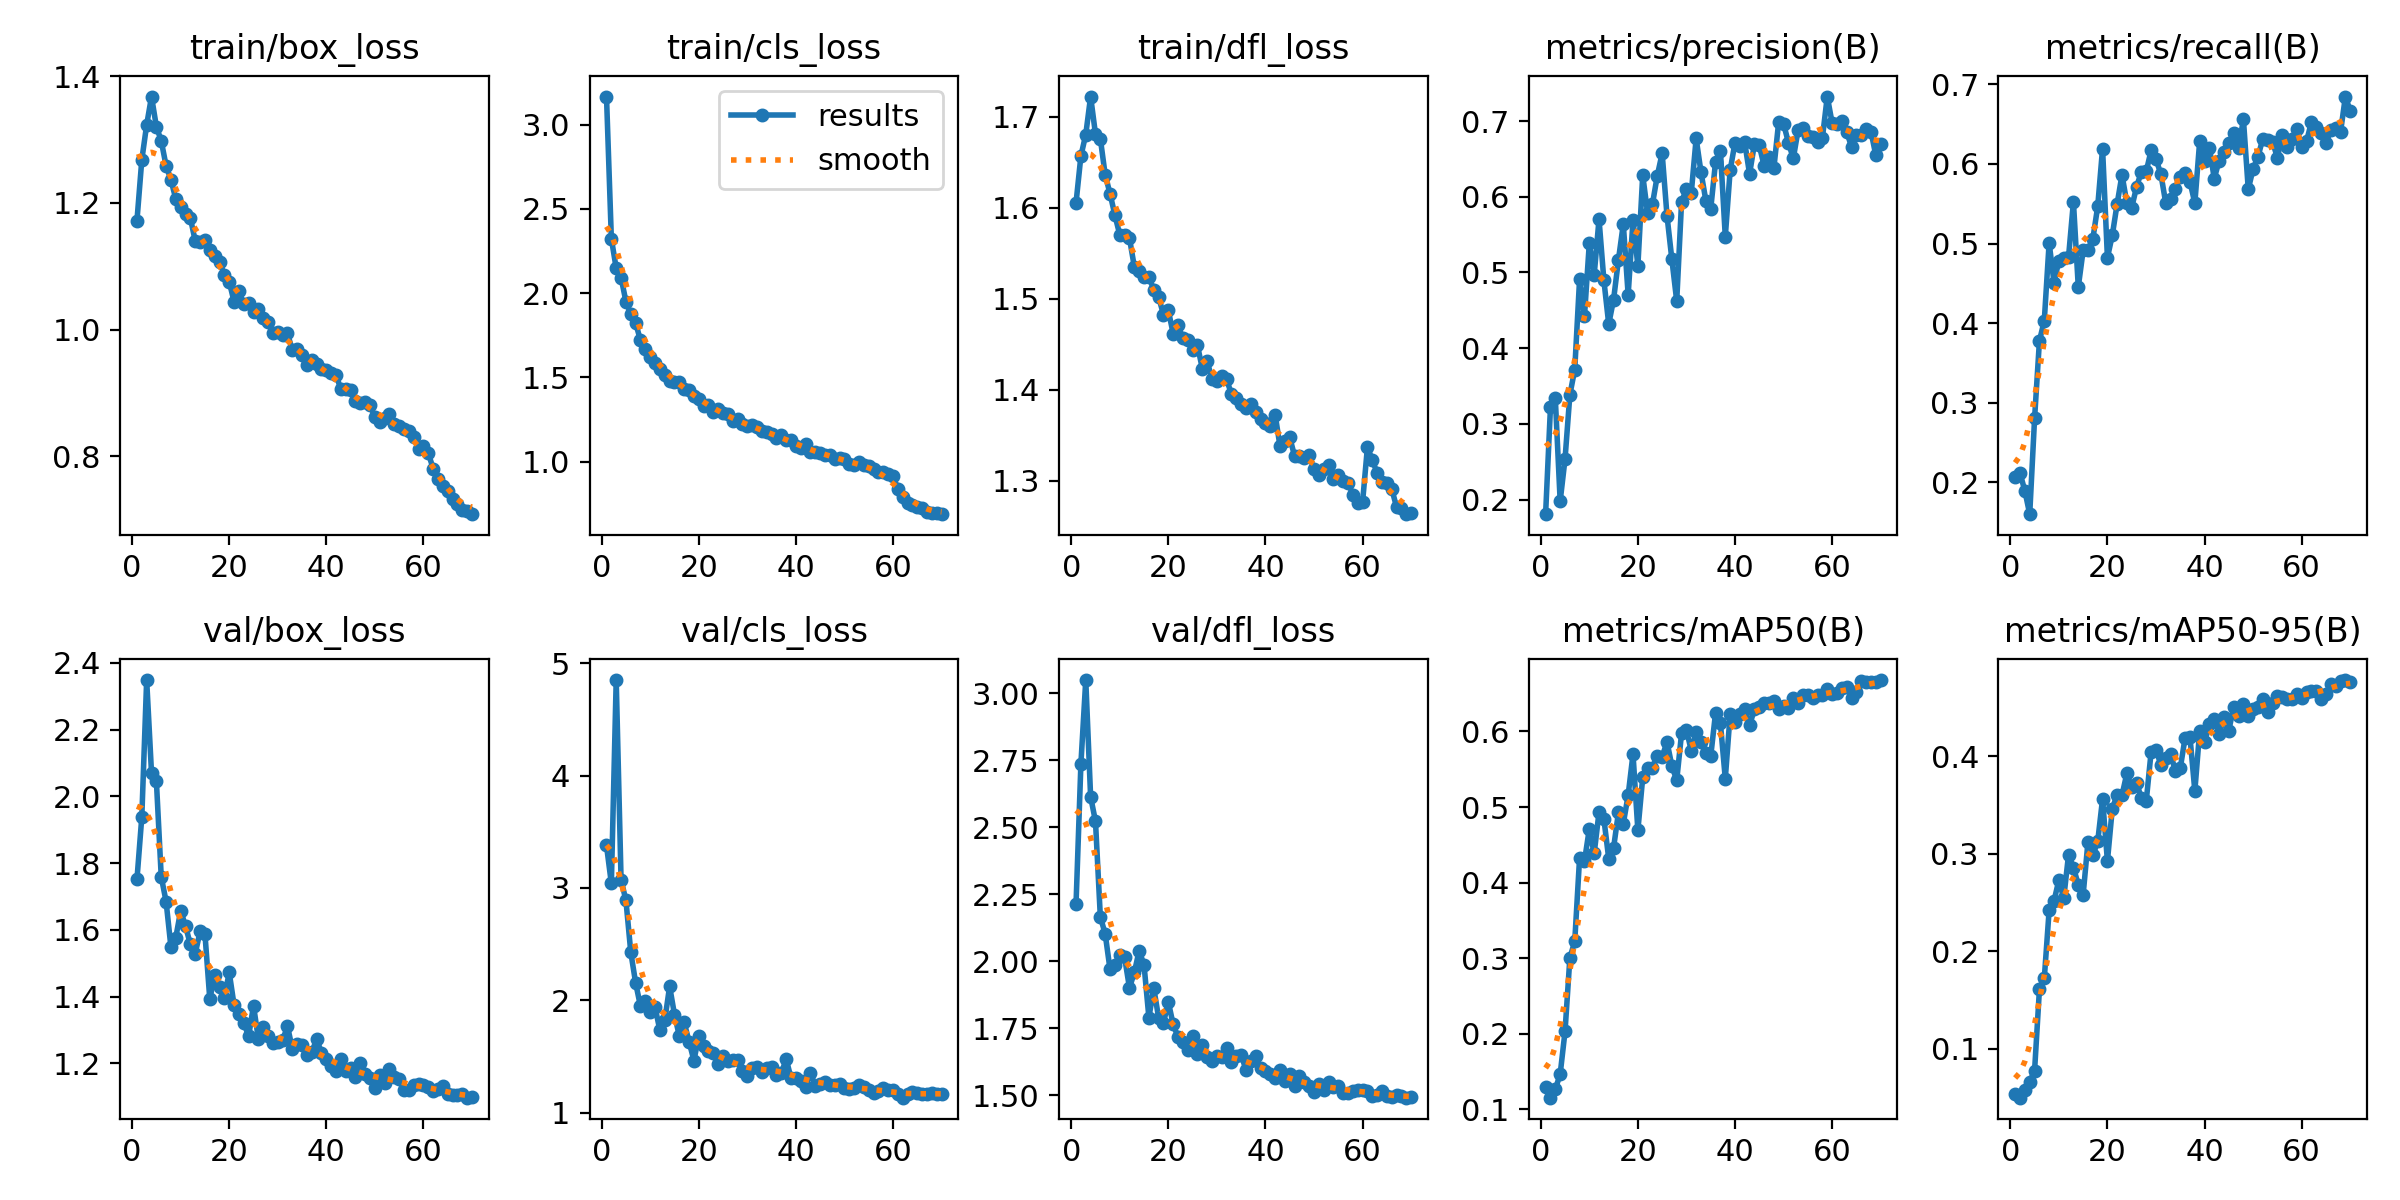 train/box_loss
1.4
1.2
1.0
0.8
0 20 40 60
train/cls_loss
results
smooth
3.0
2.5
2.0
1.5
1.0
0 20 40 60
train/dfl_loss
1.7
1.6
1.5
1.4
1.3
0 20 40 60
metrics/precision(B)
0.7
0.6
0.5
0.4
0.3
0.2
0 20 40 60
metrics/recall(B)
0.7
0.6
0.5
0.4
0.3
0.2
0 20 40 60
val/box_loss
2.4
2.2
2.0
1.8
1.6
1.4
1.2
0 20 40 60
val/cls_loss
5
4
3
2
1
0 20 40 60
val/dfl_loss
3.00
2.75
2.50
2.25
2.00
1.75
1.50
0 20 40 60
metrics/mAP50(B)
0.6
0.5
0.4
0.3
0.2
0.1
0 20 40 60
metrics/mAP50-95(B)
0.4
0.3
0.2
0.1
0 20 40 60